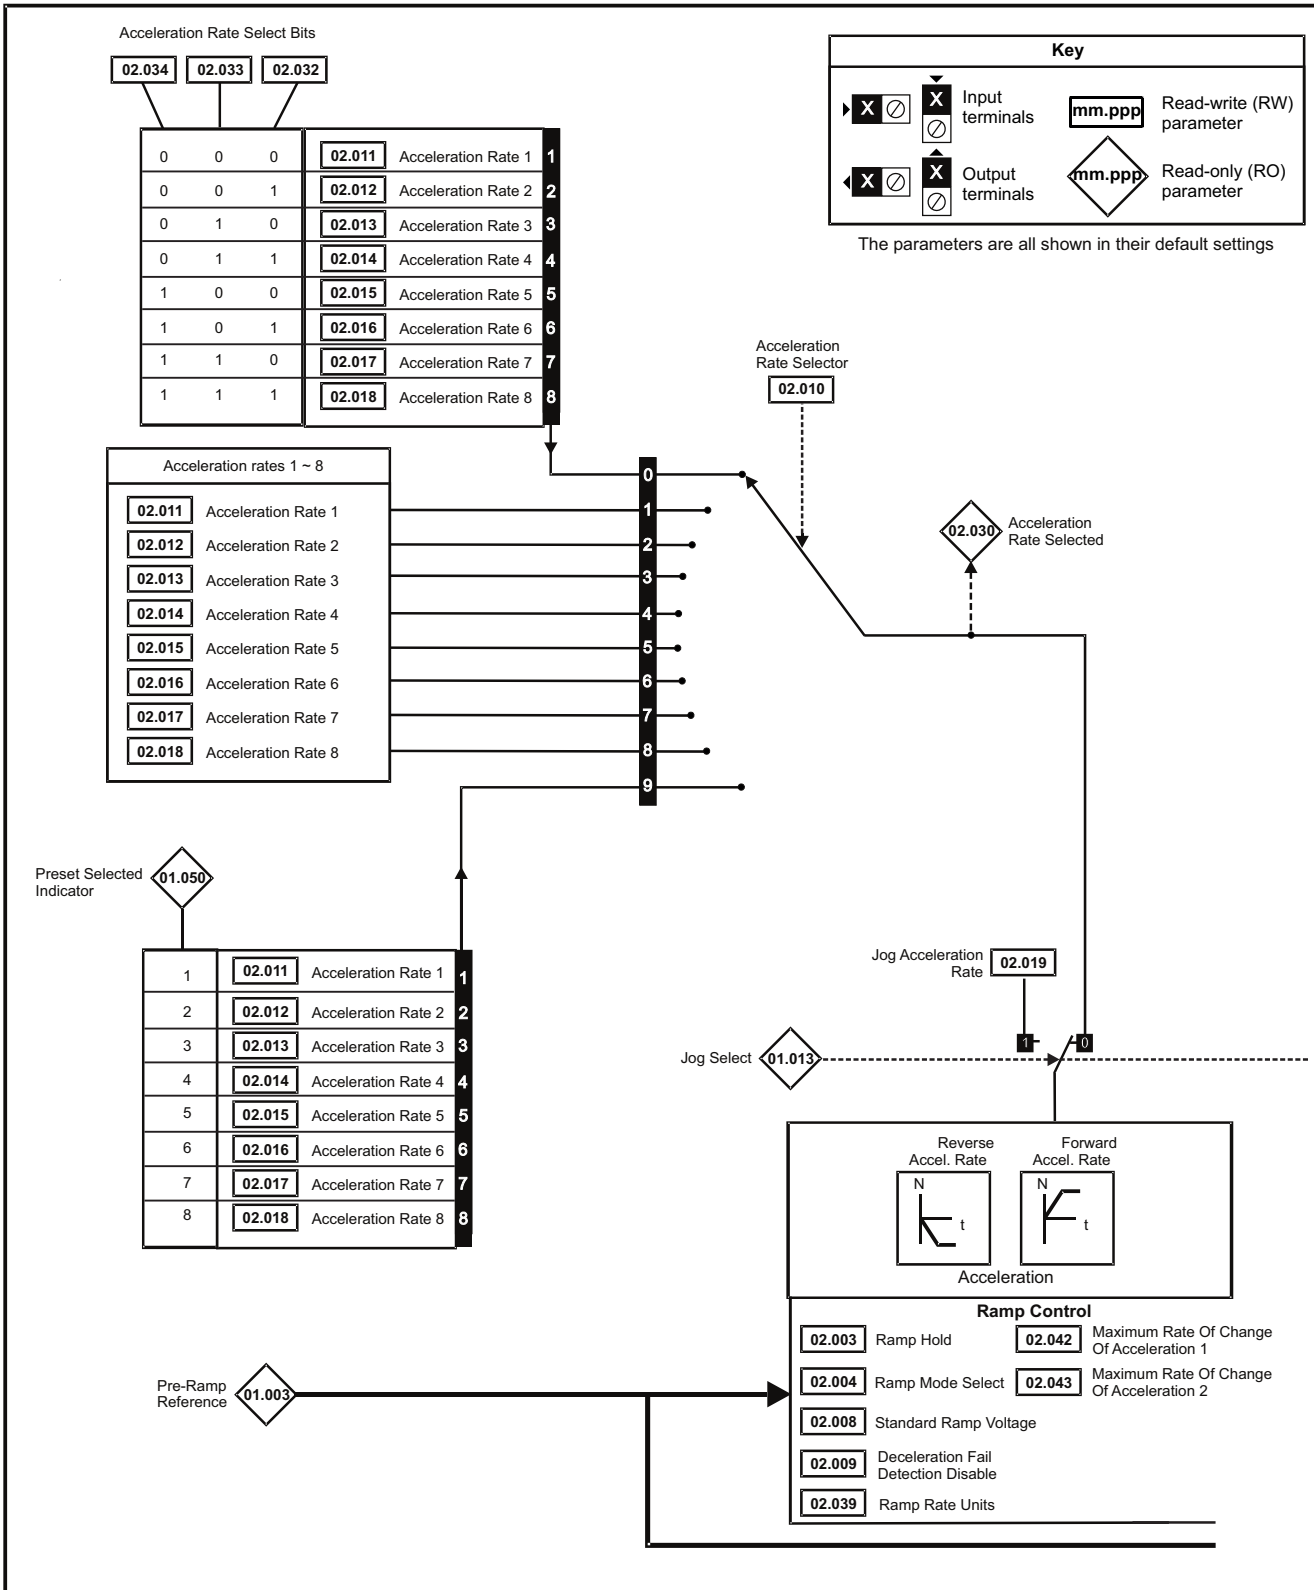 Acceleration Rate Select Bits
02.034 02.033 02.032
0 0 0 02.011 Acceleration Rate 1 1
0 0 1 02.012 Acceleration Rate 2 2
0 1 0 02.013 Acceleration Rate 3 3
0 1 1 02.014 Acceleration Rate 4 4
1 0 0 02.015 Acceleration Rate 5 5
1 0 1 02.016 Acceleration Rate 6 6
1 1 0 02.017 Acceleration Rate 7 7
1 1 1 02.018 Acceleration Rate 8 8
Key
X X Input
terminals
mm.ppp Read-write (RW)
parameter
X X Output
terminals
mm.ppp Read-only (RO)
parameter
The parameters are all shown in their default settings
Acceleration
Rate Selector
02.010
Acceleration rates 1 ~ 8
0
02.011 Acceleration Rate 1 1
02.012 Acceleration Rate 2 2
02.013 Acceleration Rate 3 3
02.014 Acceleration Rate 4 4
02.015 Acceleration Rate 5 5
02.016 Acceleration Rate 6 6
02.017 Acceleration Rate 7 7
02.018 Acceleration Rate 8 8
9
02.030 Acceleration
Rate Selected
Preset Selected
Indicator
01.050
1 02.011 Acceleration Rate 1 1
2 02.012 Acceleration Rate 2 2
3 02.013 Acceleration Rate 3 3
4 02.014 Acceleration Rate 4 4
5 02.015 Acceleration Rate 5 5
6 02.016 Acceleration Rate 6 6
7 02.017 Acceleration Rate 7 7
8 02.018 Acceleration Rate 8 8
Jog Acceleration
Rate
02.019
1 0
Jog Select 01.013
Reverse
Accel. Rate
N
t
Forward
Accel. Rate
N
t
Acceleration
Ramp Control
02.003 Ramp Hold
02.042 Maximum Rate Of Change
Of Acceleration 1
02.004 Ramp Mode Select
02.043 Maximum Rate Of Change
Of Acceleration 2
02.008 Standard Ramp Voltage
02.009 Deceleration Fail
Detection Disable
02.039 Ramp Rate Units
Pre-Ramp
Reference
01.003